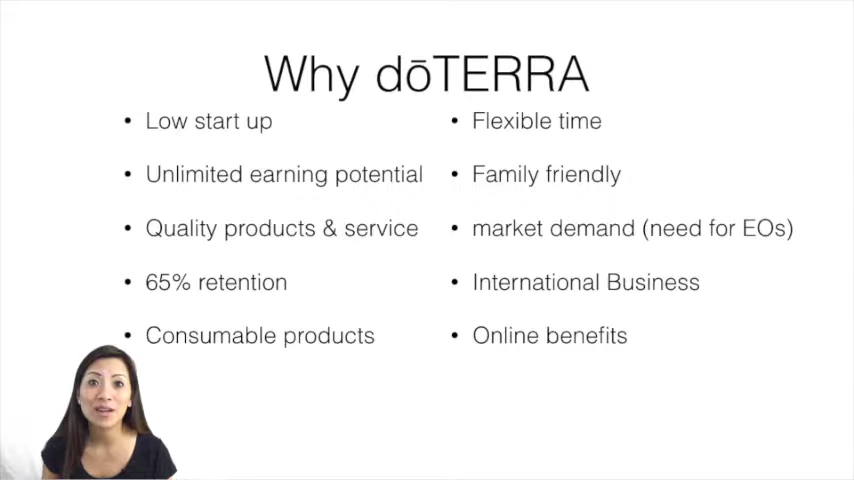 Why dōTERRA
• Low start up
• Unlimited earning potential
• Quality products & service
• 65% retention
• Consumable products
• Flexible time
• Family friendly
• market demand (need for EOs)
• International Business
• Online benefits